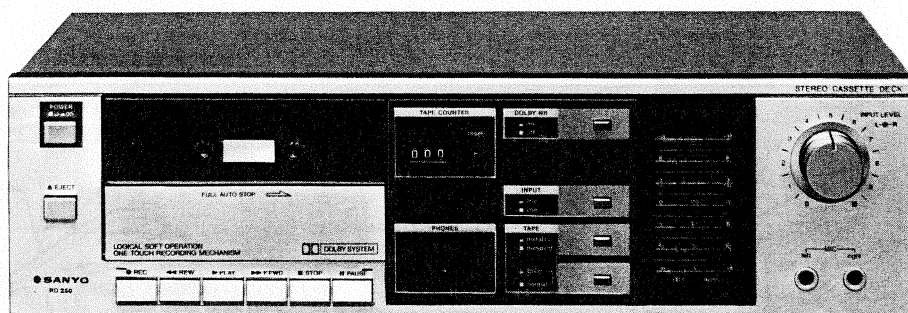 STEREO CASSETTE DECK
POWER
TAPE COUNTER
DOLBY NR
INPUT LEVEL
L-R
EJECT
000
FULL AUTO STOP
INPUT
LOGICAL SOFT OPERATION
ONE TOUCH RECORDING MECHANISM
DOLBY SYSTEM
PHONES
TAPE
MIC
left
right
SANYO
RD 250
REC
REW
PLAY
F.FWD
STOP
PAUSE